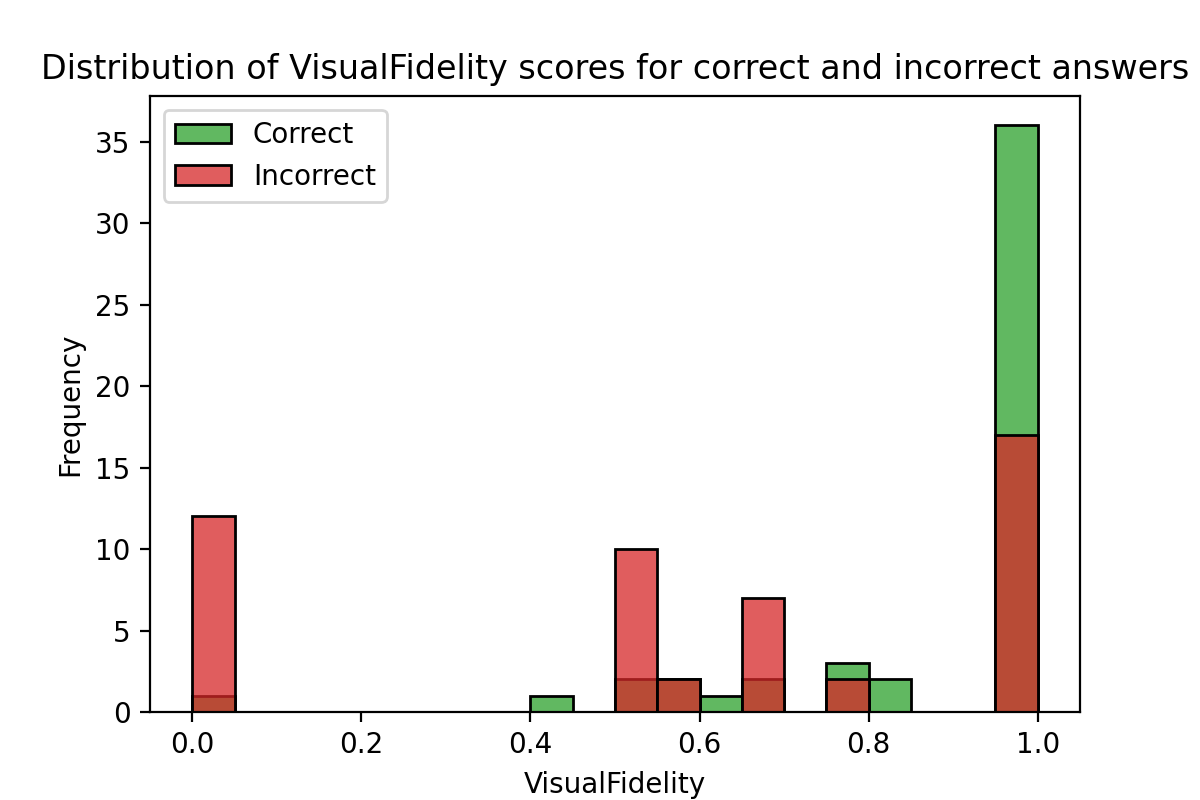 Distribution of VisualFidelity scores for correct and incorrect answers
Correct
Incorrect
35
30
25
20
15
10
5
0
Frequency
0.0 0.2 0.4 0.6 0.8 1.0
VisualFidelity